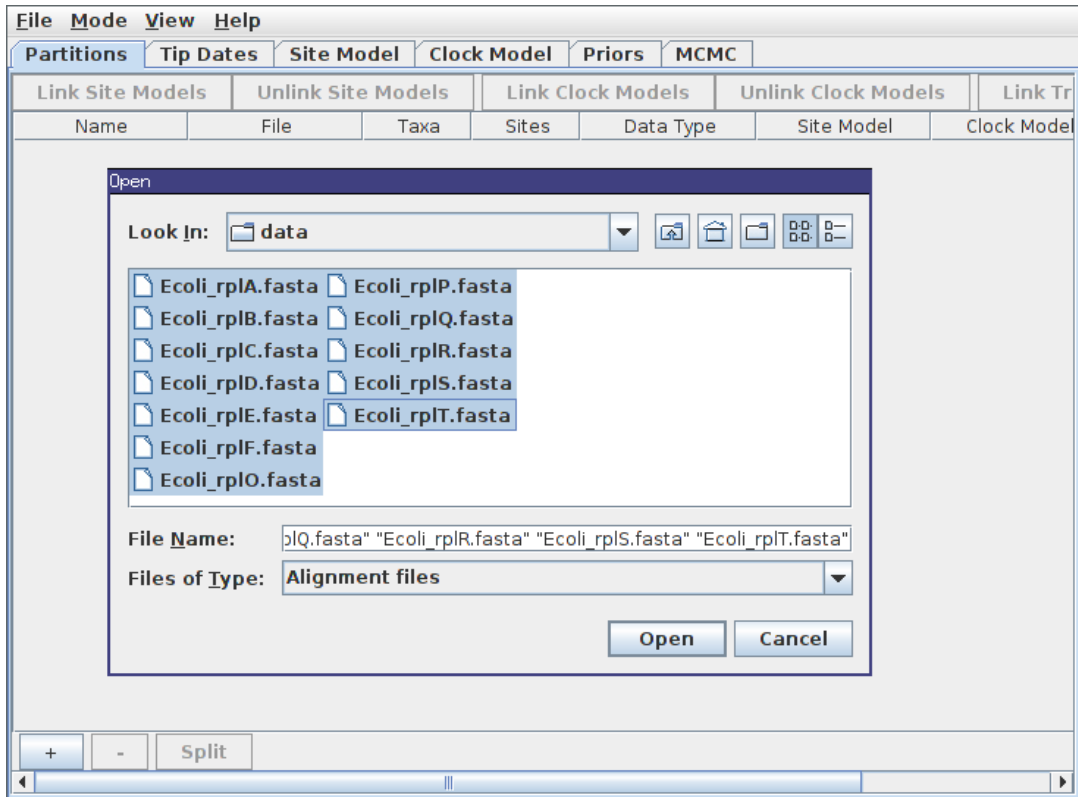 File Mode View Help
Partitions Tip Dates Site Model Clock Model Priors MCMC
Link Site Models Unlink Site Models Link Clock Models Unlink Clock Models Link Tr
Name File Taxa Sites Data Type Site Model Clock Model
Open
Look In: data
Ecoli_rplA.fasta Ecoli_rplP.fasta
Ecoli_rplB.fasta Ecoli_rplQ.fasta
Ecoli_rplC.fasta Ecoli_rplR.fasta
Ecoli_rplD.fasta Ecoli_rplS.fasta
Ecoli_rplE.fasta Ecoli_rplT.fasta
Ecoli_rplF.fasta
Ecoli_rplO.fasta
File Name: plQ.fasta" "Ecoli_rplR.fasta" "Ecoli_rplS.fasta" "Ecoli_rplT.fasta"
Files of Type: Alignment files
Open Cancel
+ - Split